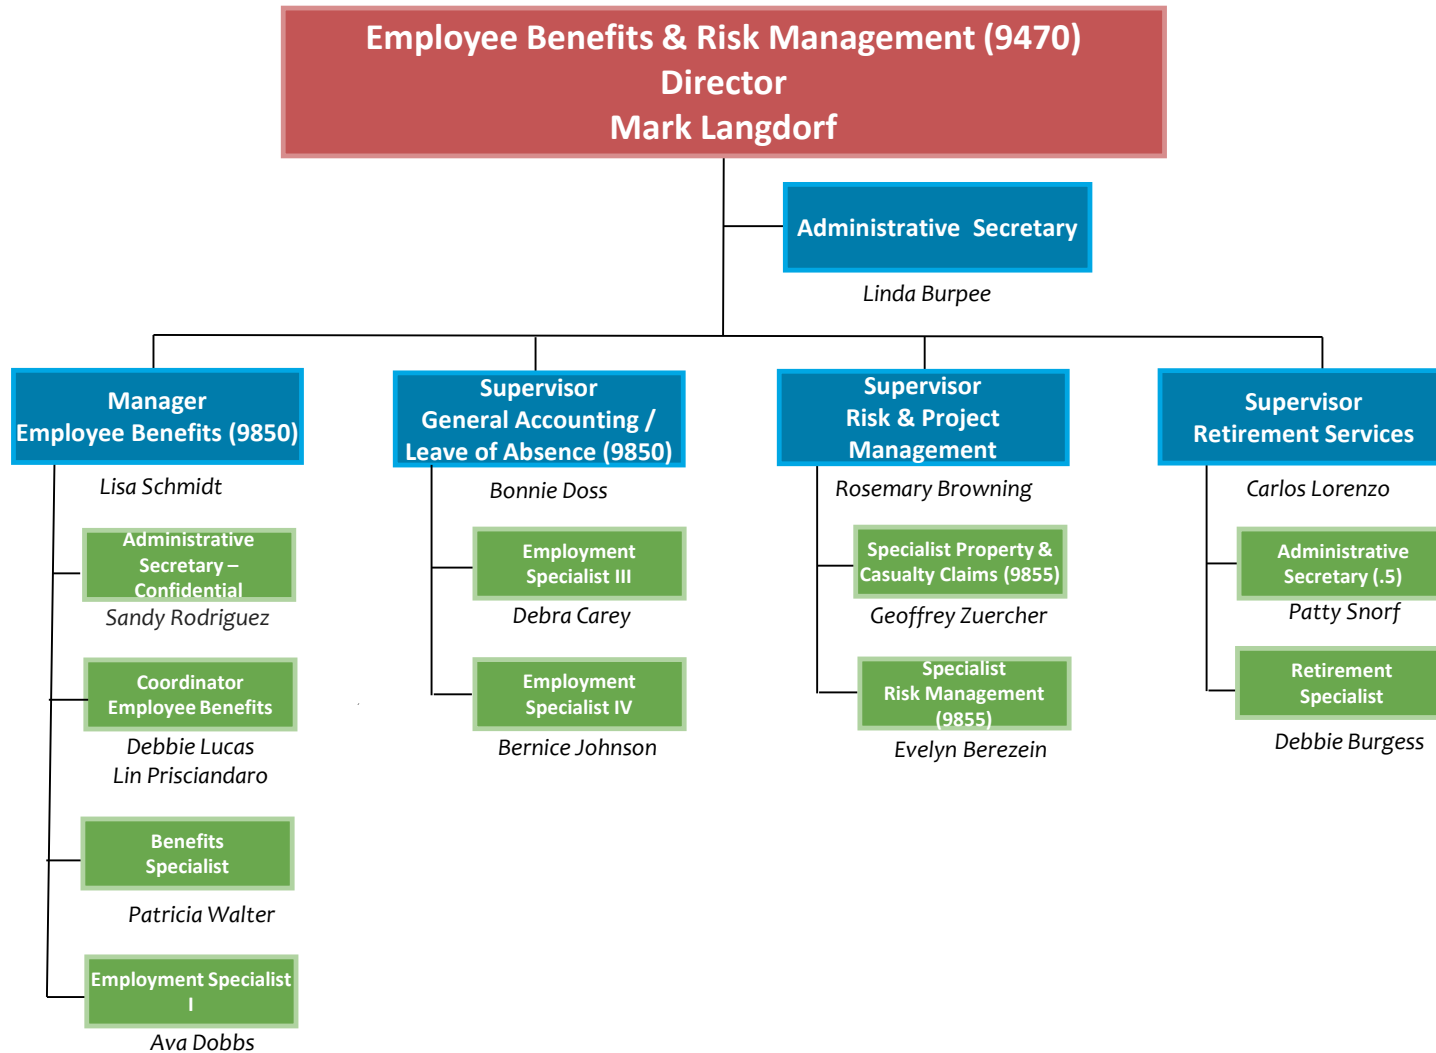 Employee Benefits & Risk Management (9470)
Director
Mark Langdorf
Administrative Secretary
Linda Burpee
Manager
Employee Benefits (9850)
Lisa Schmidt
Administrative
Secretary –
Confidential
Sandy Rodriguez
Coordinator
Employee Benefits
Debbie Lucas
Lin Prisciandaro
Benefits
Specialist
Patricia Walter
Employment Specialist
I
Ava Dobbs
Supervisor
General Accounting /
Leave of Absence (9850)
Bonnie Doss
Employment
Specialist III
Debra Carey
Employment
Specialist IV
Bernice Johnson
Supervisor
Risk & Project
Management
Rosemary Browning
Specialist Property &
Casualty Claims (9855)
Geoffrey Zuercher
Specialist
Risk Management
(9855)
Evelyn Berezein
Supervisor
Retirement Services
Carlos Lorenzo
Administrative
Secretary (.5)
Patty Snorf
Retirement
Specialist
Debbie Burgess